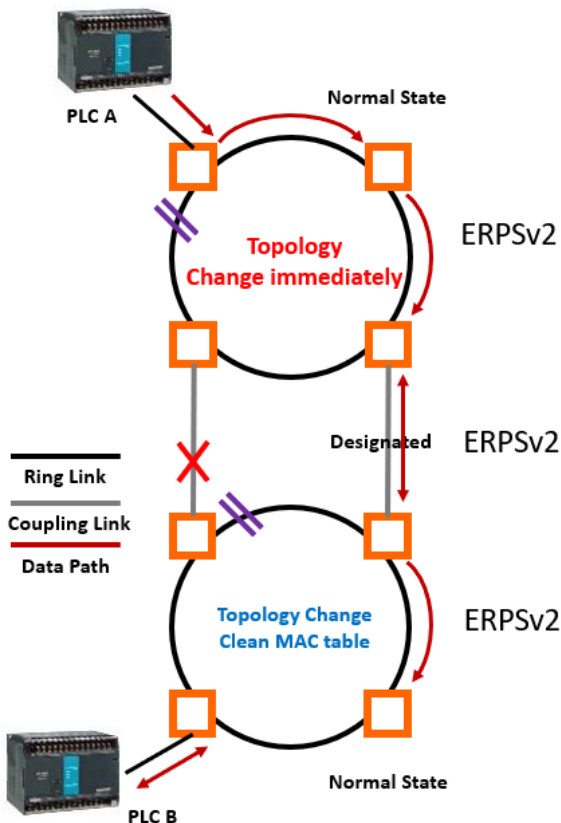 PLC A
Normal State
ERPSv2
Topology
Change immediately
Designated
ERPSv2
Ring Link
Coupling Link
Data Path
Topology Change
Clean MAC table
ERPSv2
Normal State
PLC B